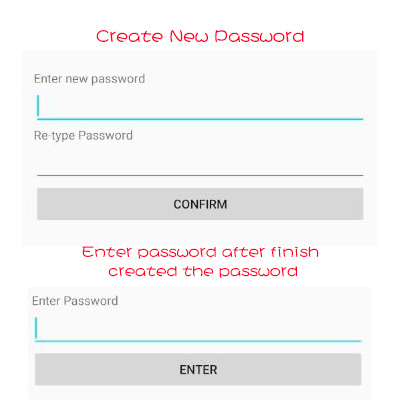 Create New Password
Enter new password
Re-type Password
CONFIRM
Enter password after finish
created the password
Enter Password
ENTER